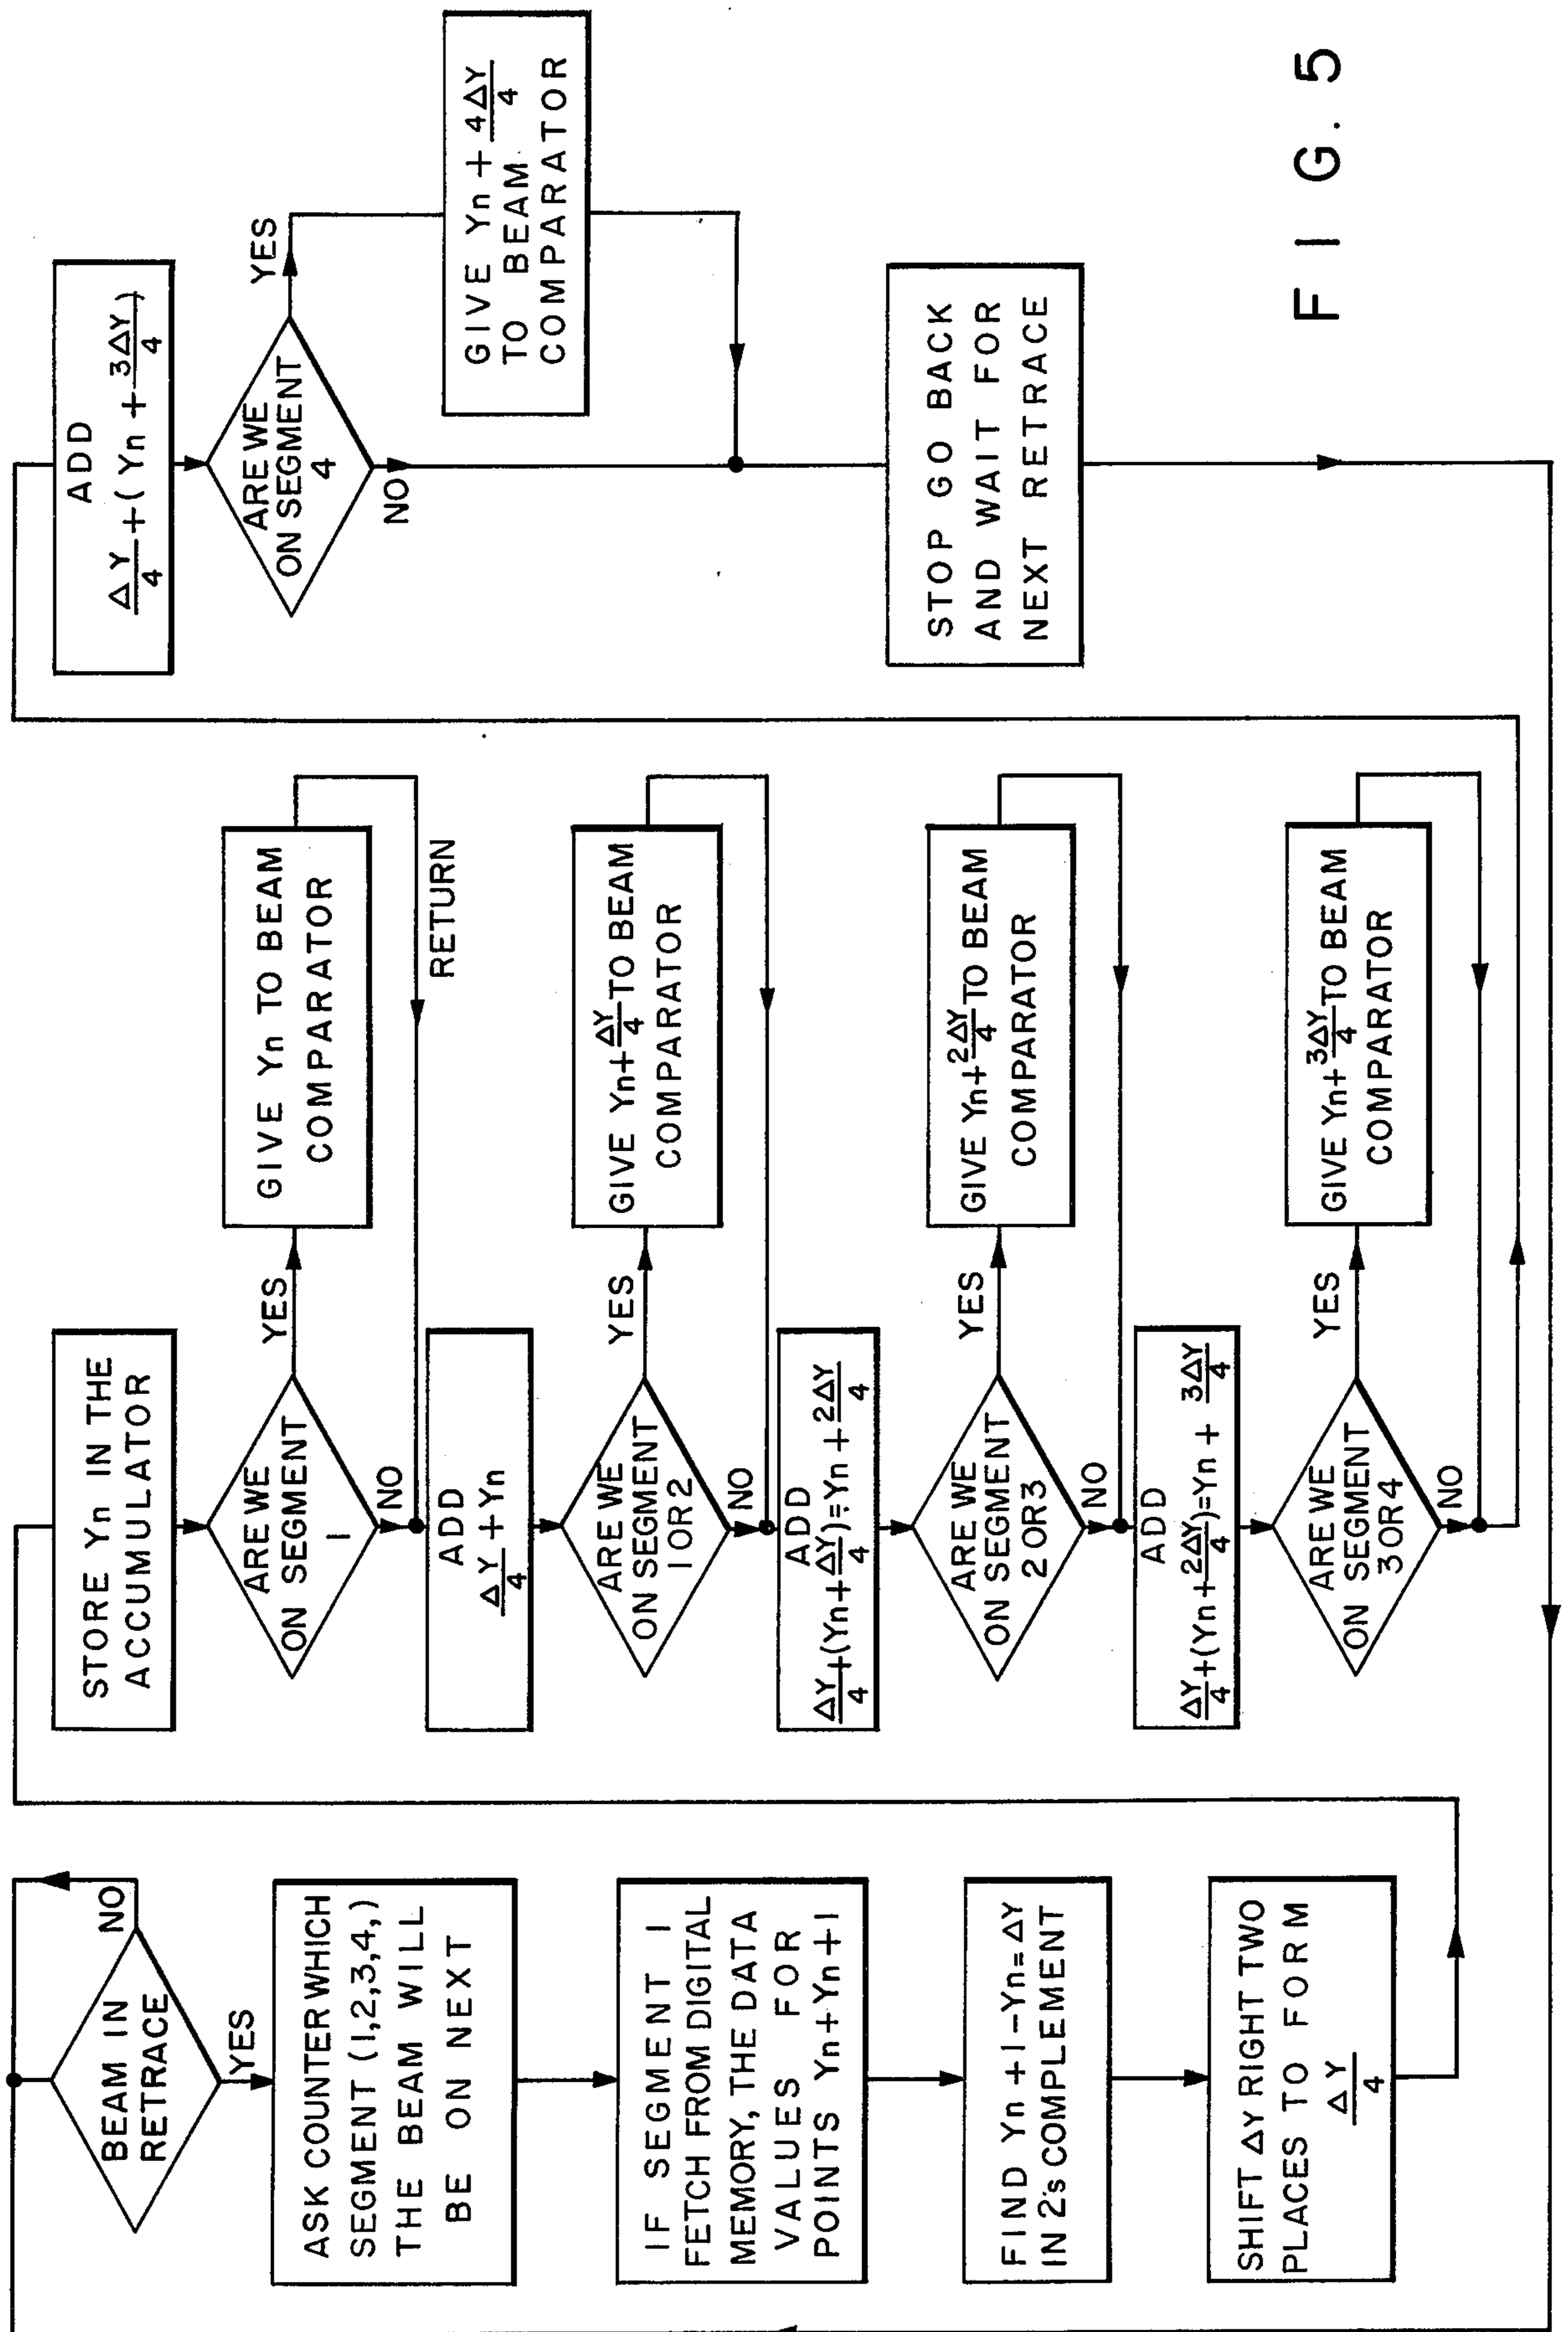 BEAM IN
RETRACE
NO
YES
ASK COUNTER WHICH
SEGMENT (1,2,3,4,)
THE BEAM WILL
BE ON NEXT
IF SEGMENT 1
FETCH FROM DIGITAL
MEMORY, THE DATA
VALUES FOR
POINTS Yn+Yn+1
FIND Yn +1-Yn=ΔY
IN 2's COMPLEMENT
SHIFT ΔY RIGHT TWO
PLACES TO FORM
ΔY/4
STORE Yn IN THE
ACCUMULATOR
ARE WE
ON SEGMENT
1
YES
NO
GIVE Yn TO BEAM
COMPARATOR
RETURN
ADD
ΔY/4 + Yn
ARE WE
ON SEGMENT
1 OR 2
YES
NO
GIVE Yn+ΔY/4 TO BEAM
COMPARATOR
ADD
ΔY/4+(Yn+ΔY/4)=Yn+2ΔY/4
ARE WE
ON SEGMENT
2 OR 3
YES
NO
GIVE Yn+2ΔY/4 TO BEAM
COMPARATOR
ADD
ΔY/4+(Yn+2ΔY/4)=Yn + 3ΔY/4
ARE WE
ON SEGMENT
3 OR 4
YES
NO
GIVE Yn+3ΔY/4 TO BEAM
COMPARATOR
ADD
ΔY/4+(Yn + 3ΔY/4)
ARE WE
ON SEGMENT
4
YES
NO
GIVE Yn + 4ΔY/4
TO BEAM
COMPARATOR
STOP GO BACK
AND WAIT FOR
NEXT RETRACE
FIG. 5